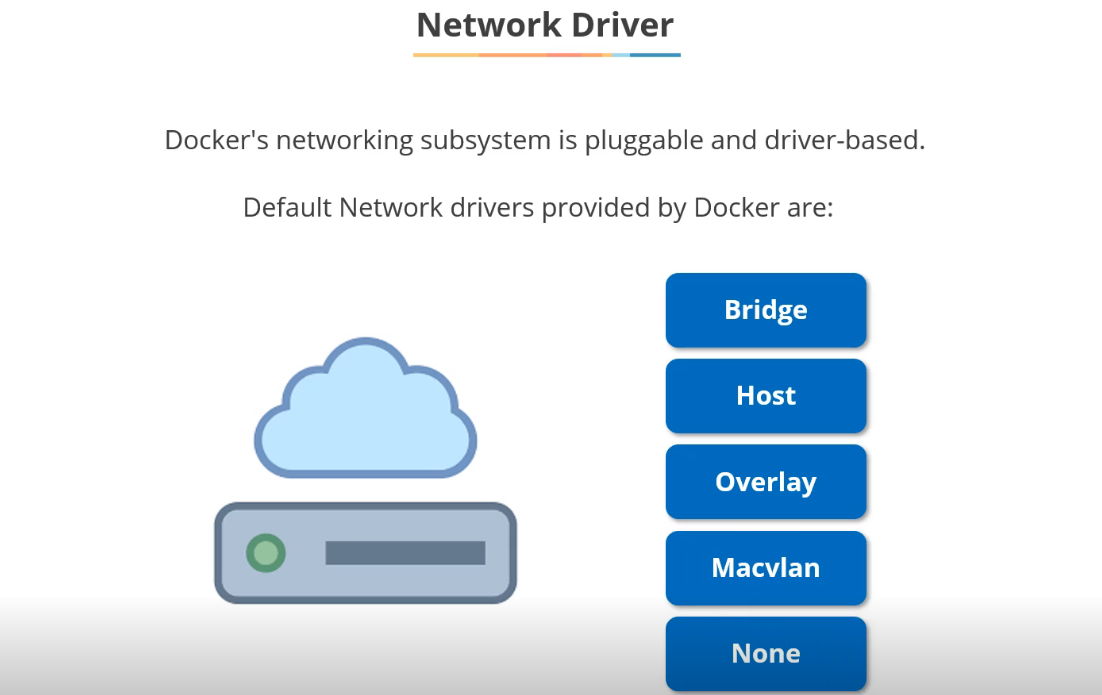 Network Driver
Docker's networking subsystem is pluggable and driver-based.
Default Network drivers provided by Docker are:
Bridge
Host
Overlay
Macvlan
None